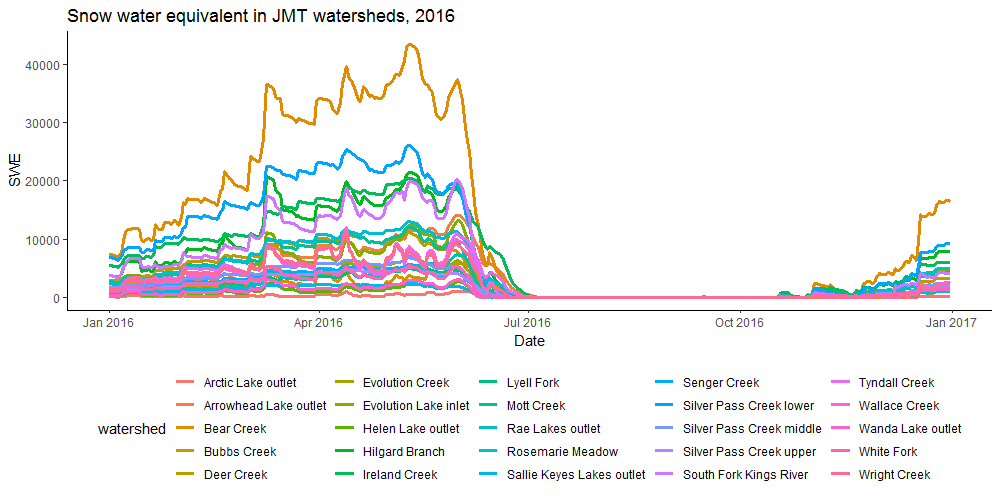 Snow water equivalent in JMT watersheds, 2016
SWE
40000
30000
20000
10000
0
Jan 2016 Apr 2016 Jul 2016 Oct 2016 Jan 2017
Date
watershed
Arctic Lake outlet Evolution Creek Lyell Fork Senger Creek Tyndall Creek
Arrowhead Lake outlet Evolution Lake inlet Mott Creek Silver Pass Creek lower Wallace Creek
Bear Creek Helen Lake outlet Rae Lakes outlet Silver Pass Creek middle Wanda Lake outlet
Bubbs Creek Hilgard Branch Rosemarie Meadow Silver Pass Creek upper White Fork
Deer Creek Ireland Creek Sallie Keyes Lakes outlet South Fork Kings River Wright Creek